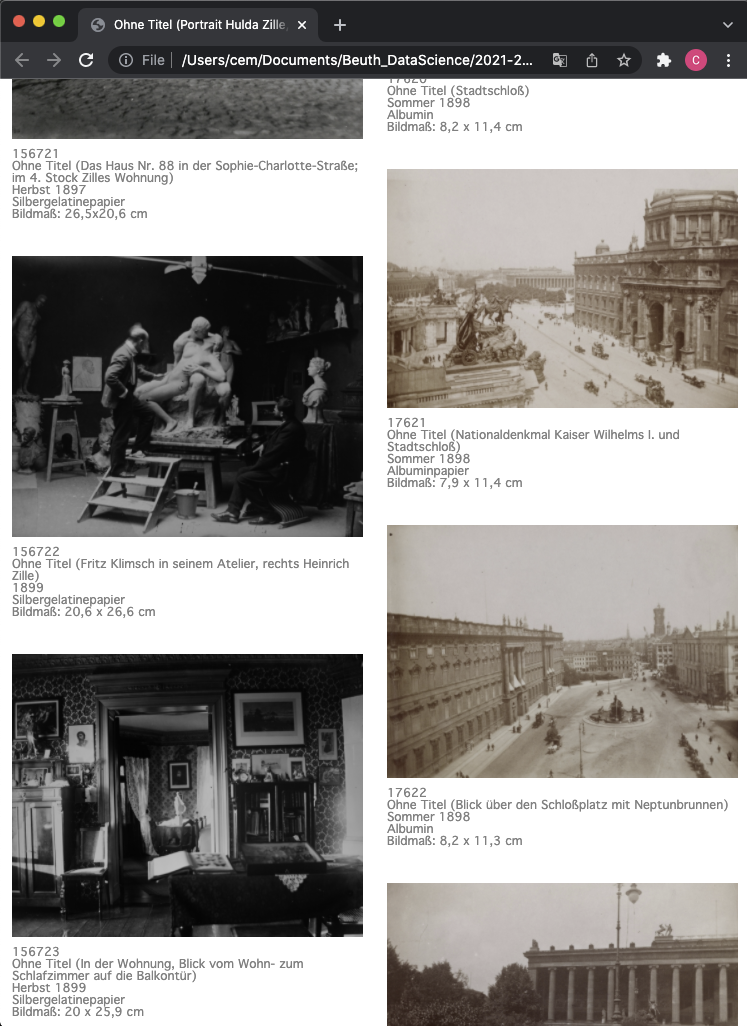 Ohne Titel (Portrait Hulda Zille,
File
/Users/cem/Documents/Beuth_DataScience/2021-2...
C
156721
Ohne Titel (Das Haus Nr. 88 in der Sophie-Charlotte-Straße;
im 4. Stock Zilles Wohnung)
Herbst 1897
Silbergelatinepapier
Bildmaß: 26,5x20,6 cm
156722
Ohne Titel (Fritz Klimsch in seinem Atelier, rechts Heinrich
Zille)
1899
Silbergelatinepapier
Bildmaß: 20,6 x 26,6 cm
156723
Ohne Titel (In der Wohnung, Blick vom Wohn- zum
Schlafzimmer auf die Balkontür)
Herbst 1899
Silbergelatinepapier
Bildmaß: 20 x 25,9 cm
17620
Ohne Titel (Stadtschloß)
Sommer 1898
Albumin
Bildmaß: 8,2 x 11,4 cm
17621
Ohne Titel (Nationaldenkmal Kaiser Wilhelms I. und
Stadtschloß)
Sommer 1898
Albuminpapier
Bildmaß: 7,9 x 11,4 cm
17622
Ohne Titel (Blick über den Schloßplatz mit Neptunbrunnen)
Sommer 1898
Albumin
Bildmaß: 8,2 x 11,3 cm